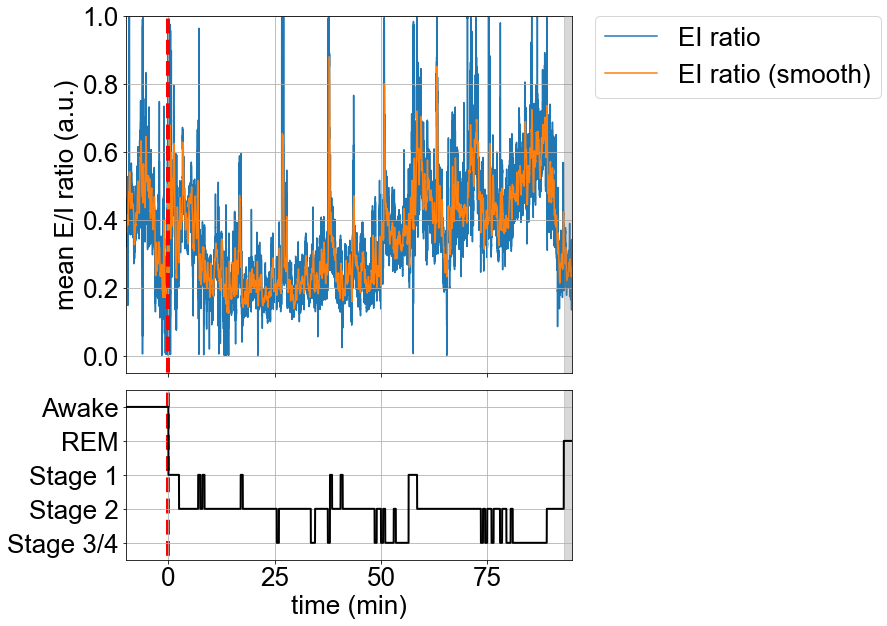 1.0
0.8
0.6
0.4
0.2
0.0
mean E/I ratio (a.u.)
EI ratio
EI ratio (smooth)
Awake
REM
Stage 1
Stage 2
Stage 3/4
0 25 50 75
time (min)